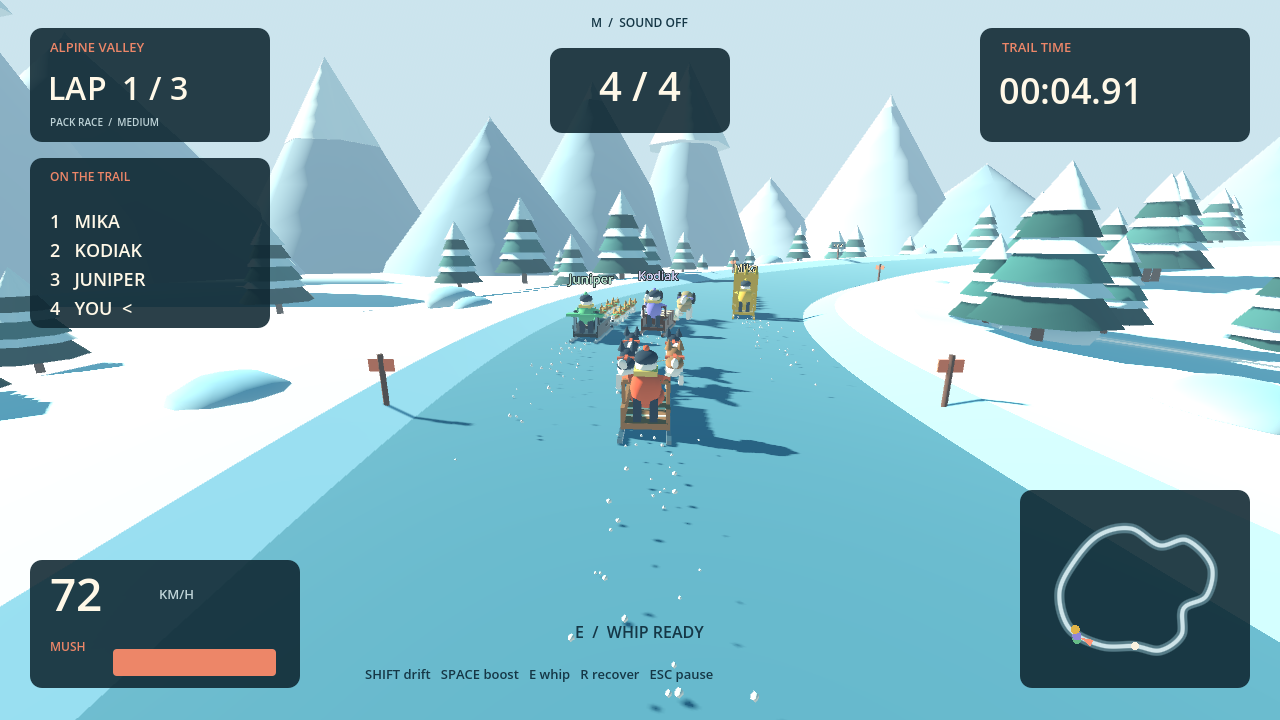 M / SOUND OFF
ALPINE VALLEY
LAP 1 / 3
PACK RACE / MEDIUM
4 / 4
TRAIL TIME
00:04.91
ON THE TRAIL
1 MIKA
2 KODIAK
3 JUNIPER
4 YOU <
Juniper
Kodiak
Mika
72 KM/H
MUSH
E / WHIP READY
SHIFT drift SPACE boost E whip R recover ESC pause